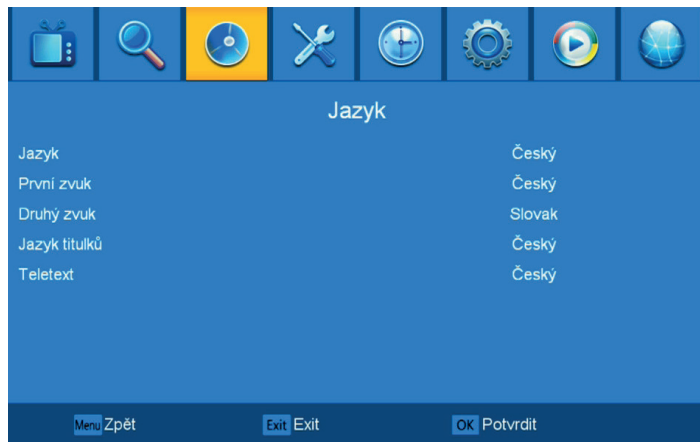 Jazyk
Jazyk Český
První zvuk Český
Druhý zvuk Slovak
Jazyk titulků Český
Teletext Český
Menu Zpět Exit Exit OK Potvrdit